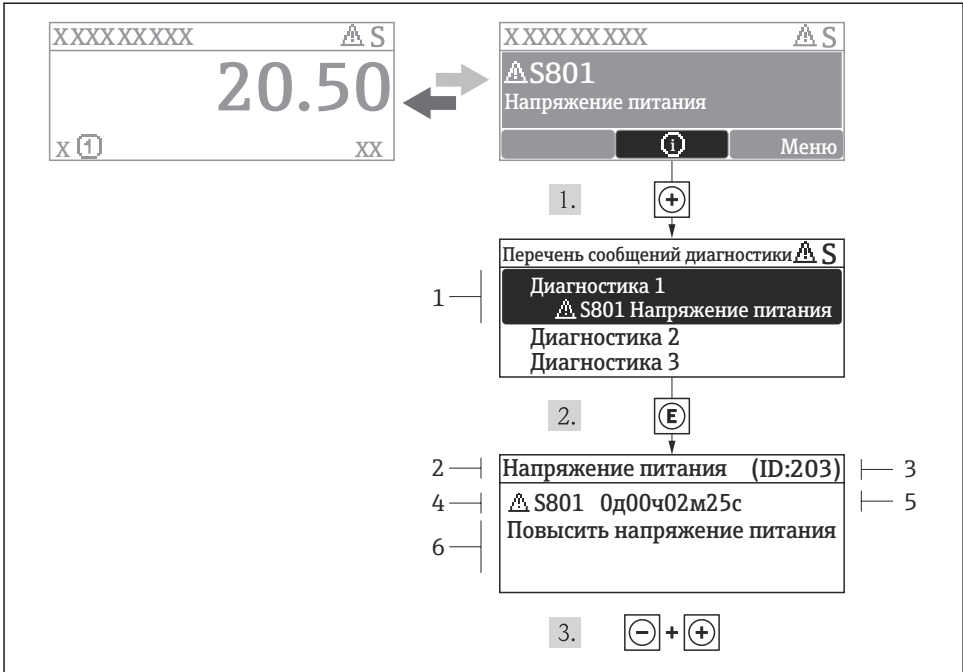 XXXXXXXXX ⚠ S
20.50
X ① XX
XXXXXXXXX ⚠ S
⚠ S801
Напряжение питания
ⓘ Меню
1. +
Перечень сообщений диагностики ⚠ S
1
Диагностика 1
⚠ S801 Напряжение питания
Диагностика 2
Диагностика 3
2. E
2 Напряжение питания (ID:203) 3
4 ⚠ S801 0д00ч02м25с 5
6 Повысить напряжение питания
3. − + +